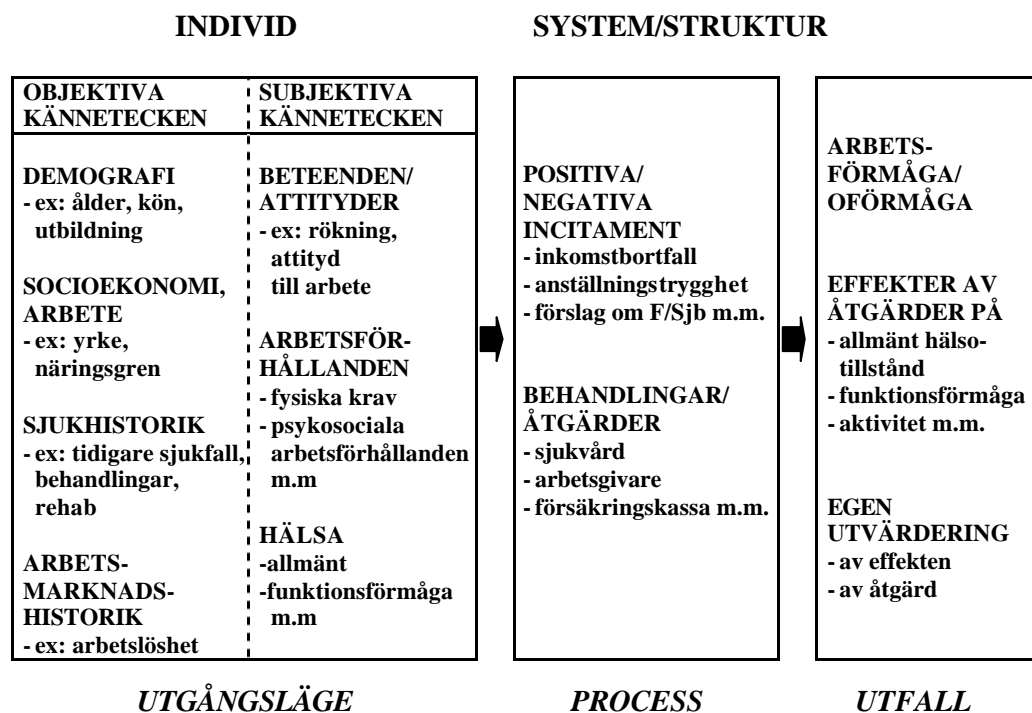 INDIVID
SYSTEM/STRUKTUR
OBJEKTIVA
KÄNNETECKEN
DEMOGRAFI
- ex: ålder, kön,
utbildning
SOCIOEKONOMI,
ARBETE
- ex: yrke,
näringsgren
SJUKHISTORIK
- ex: tidigare sjukfall,
behandlingar,
rehab
ARBETS-
MARKNADS-
HISTORIK
- ex: arbetslöshet
SUBJEKTIVA
KÄNNETECKEN
BETEENDEN/
ATTITYDER
- ex: rökning,
attityd
till arbete
ARBETSFÖR-
HÅLLANDEN
- fysiska krav
- psykosociala
arbetsförhållanden
m.m
HÄLSA
-allmänt
-funktionsförmåga
m.m
POSITIVA/
NEGATIVA
INCITAMENT
- inkomstbortfall
- anställningstrygghet
- förslag om F/Sjb m.m.
BEHANDLINGAR/
ÅTGÄRDER
- sjukvård
- arbetsgivare
- försäkringskassa m.m.
ARBETS-
FÖRMÅGA/
OFÖRMÅGA
EFFEKTER AV
ÅTGÄRDER PÅ
- allmänt hälso-
tillstånd
- funktionsförmåga
- aktivitet m.m.
EGEN
UTVÄRDERING
- av effekten
- av åtgärd
UTGÅNGSLÄGE
PROCESS
UTFALL